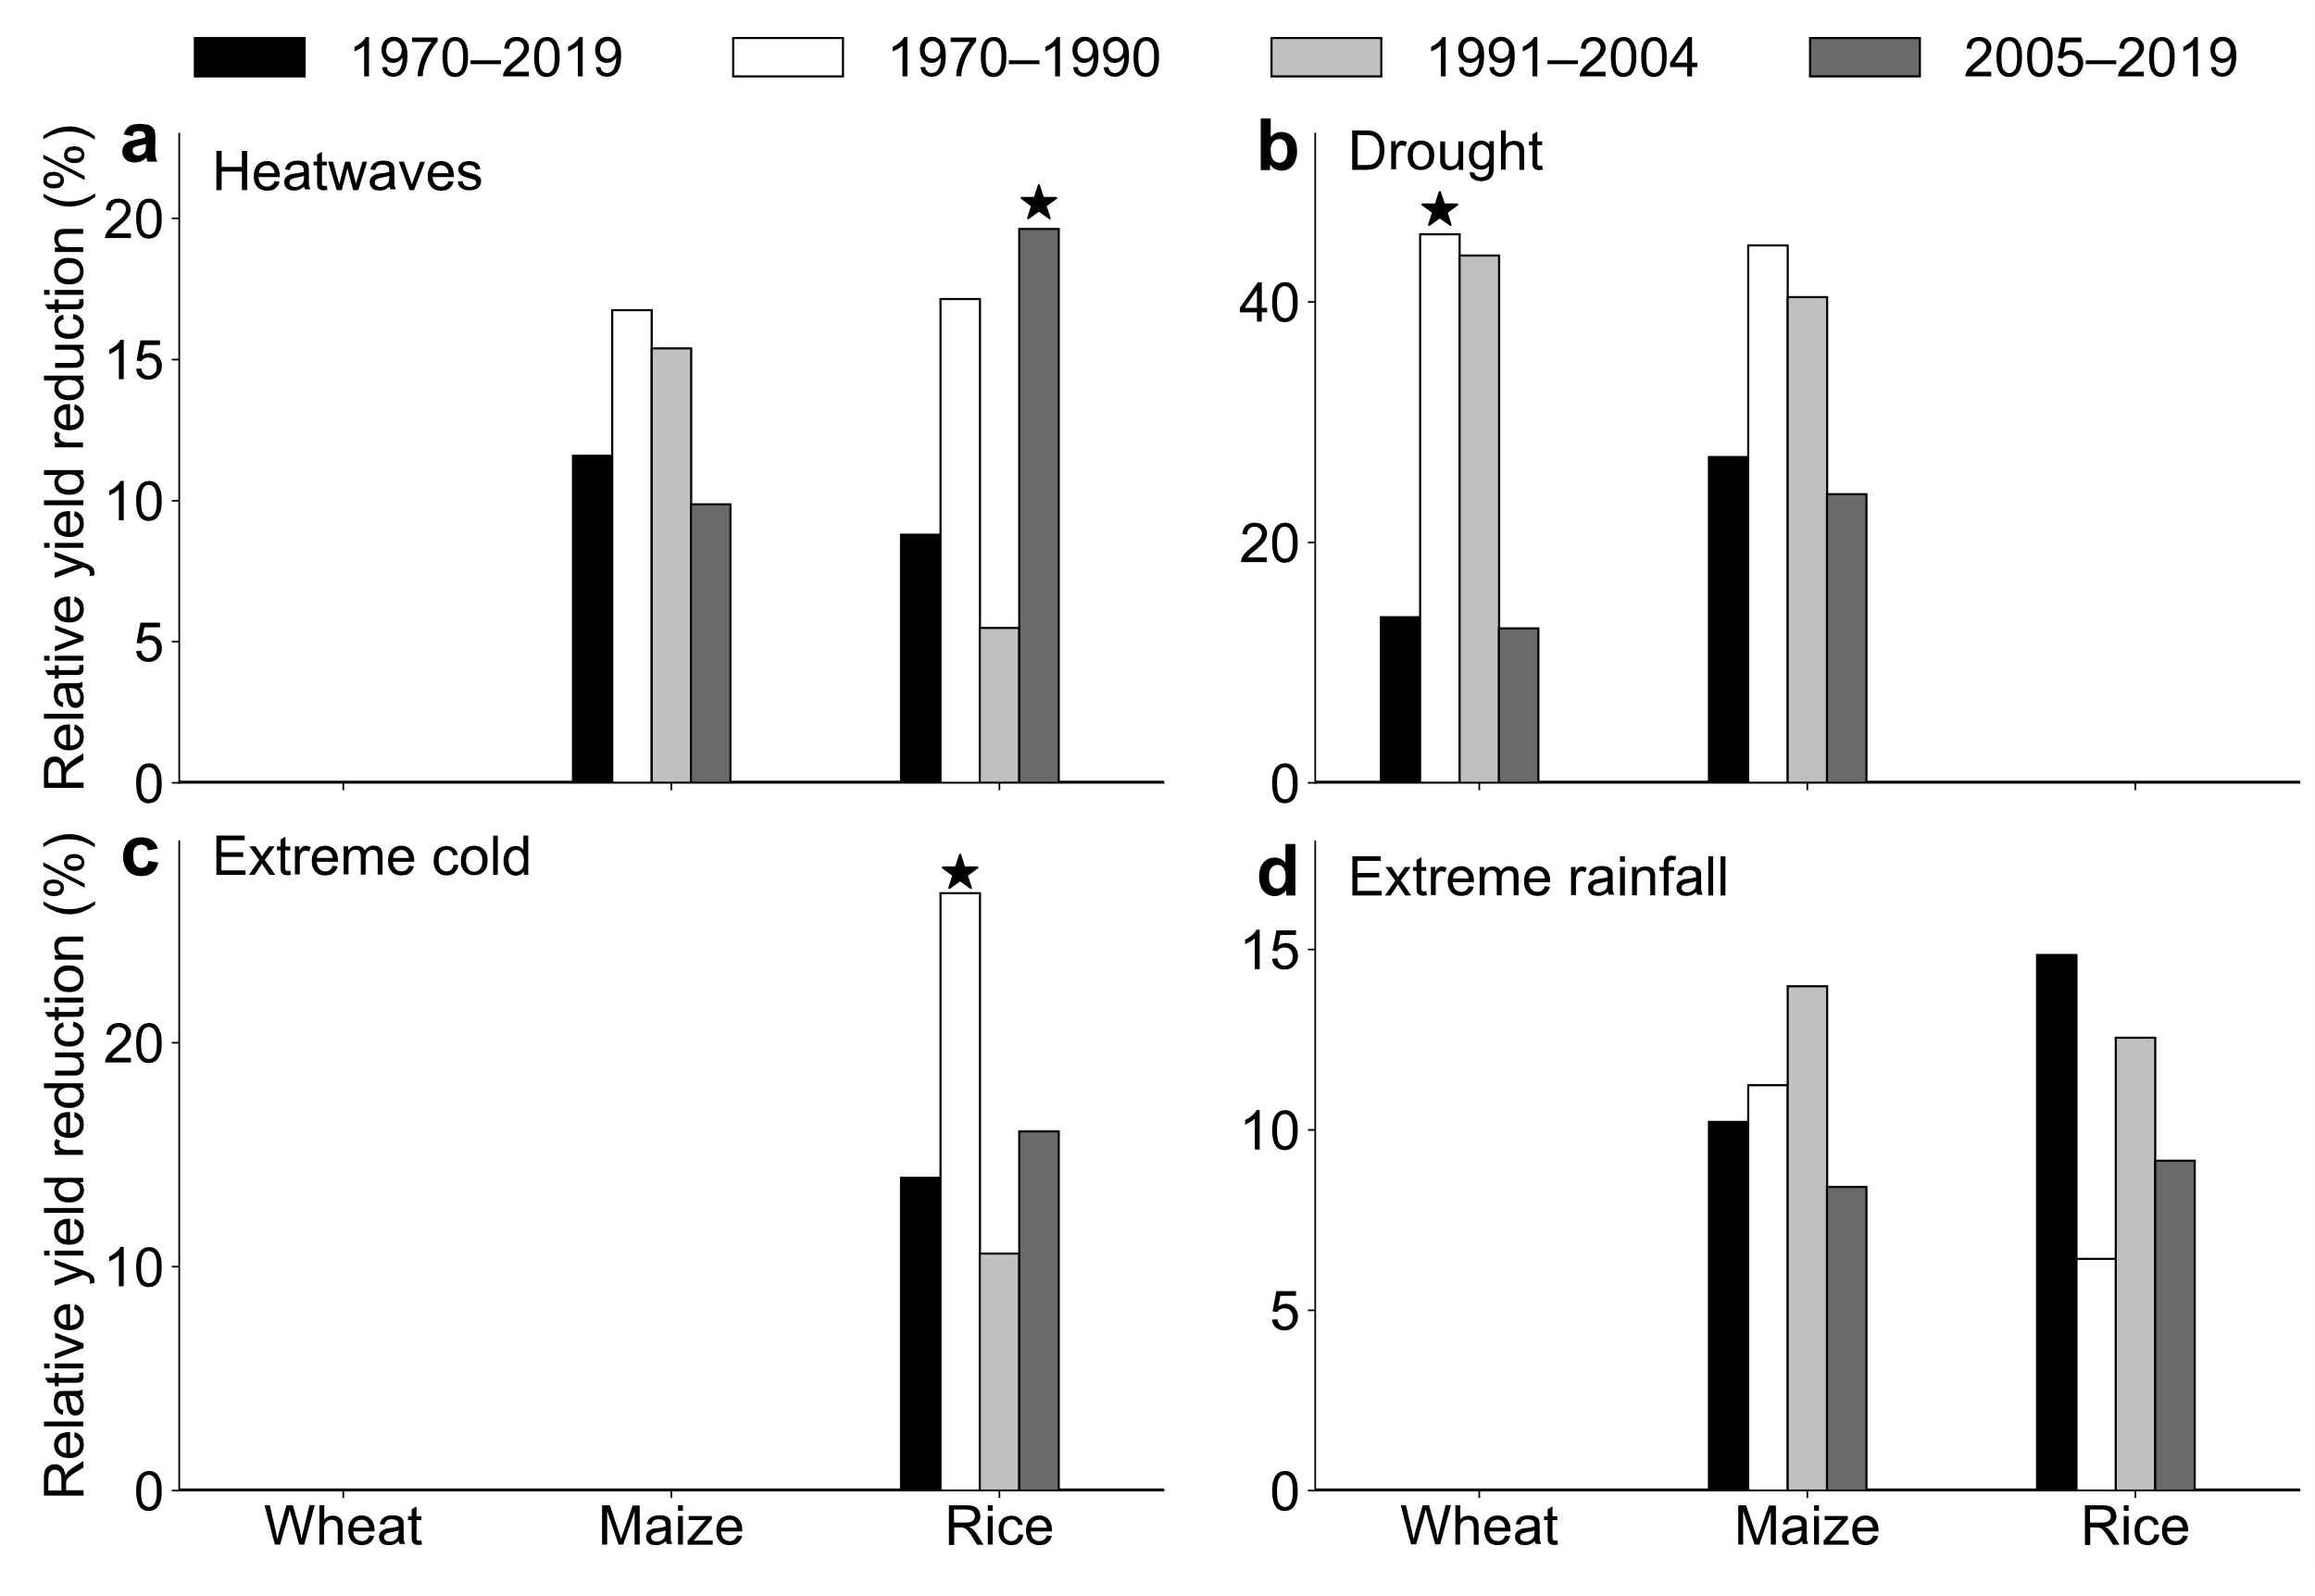 1970–2019 1970–1990 1991–2004 2005–2019
a Heatwaves
Relative yield reduction (%)
20
15
10
5
0
b Drought
40
20
0
c Extreme cold
Relative yield reduction (%)
20
10
0
Wheat Maize Rice
d Extreme rainfall
15
10
5
0
Wheat Maize Rice